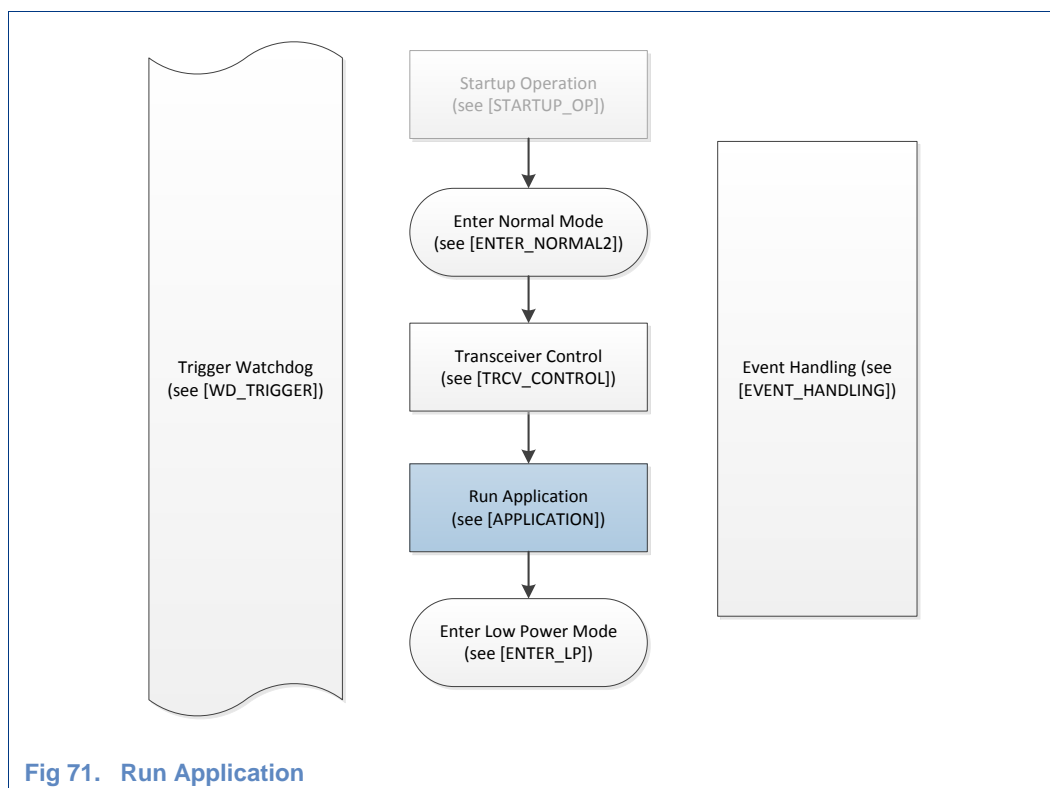 Startup Operation
(see [STARTUP_OP])
Enter Normal Mode
(see [ENTER_NORMAL2])
Trigger Watchdog
(see [WD_TRIGGER])
Transceiver Control
(see [TRCV_CONTROL])
Event Handling (see
[EVENT_HANDLING])
Run Application
(see [APPLICATION])
Enter Low Power Mode
(see [ENTER_LP])
Fig 71. Run Application